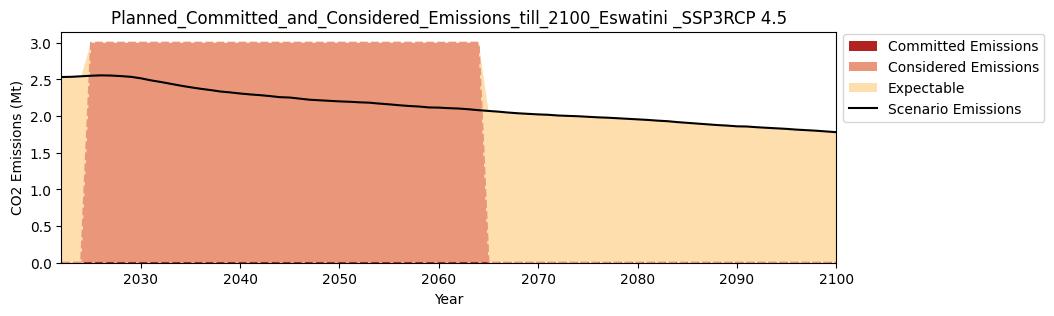 Planned_Committed_and_Considered_Emissions_till_2100_Eswatini _SSP3RCP 4.5
3.0
2.5
2.0
1.5
1.0
0.5
0.0
CO2 Emissions (Mt)
2030 2040 2050 2060 2070 2080 2090 2100
Year
Committed Emissions
Considered Emissions
Expectable
Scenario Emissions